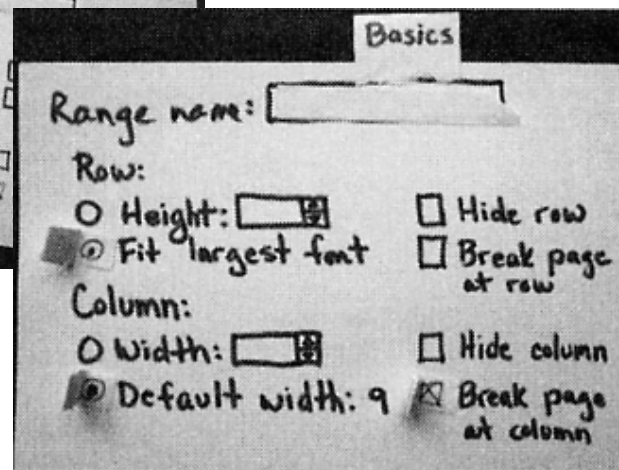 Basics
Range name:
Row:
Height:
Hide row
Fit largest font
Break page
at row
Column:
Width:
Hide column
Default width: 9
Break page
at column